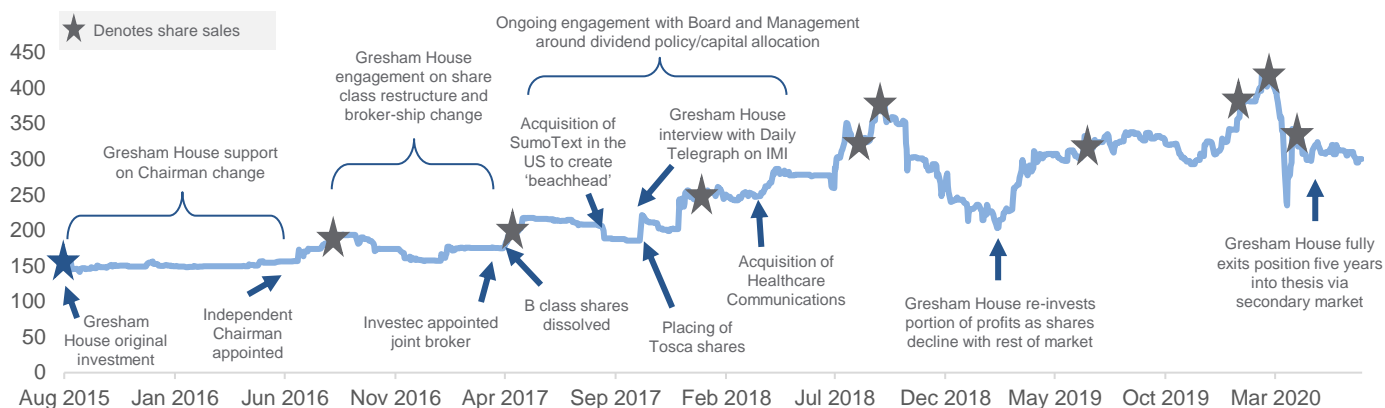 Denotes share sales
Ongoing engagement with Board and Management
around dividend policy/capital allocation
Gresham House
engagement on share
class restructure and
broker-ship change
Gresham House support
on Chairman change
Acquisition of
SumoText in the
US to create
‘beachhead’
Gresham House
interview with Daily
Telegraph on IMI
450
400
350
300
250
200
150
100
50
0
Gresham
House original
investment
Independent
Chairman
appointed
Investec appointed
joint broker
B class shares
dissolved
Placing of
Tosca shares
Acquisition of
Healthcare
Communications
Gresham House re-invests
portion of profits as shares
decline with rest of market
Gresham House fully
exits position five years
into thesis via
secondary market
Aug 2015 Jan 2016 Jun 2016 Nov 2016 Apr 2017 Sep 2017 Feb 2018 Jul 2018 Dec 2018 May 2019 Oct 2019 Mar 2020